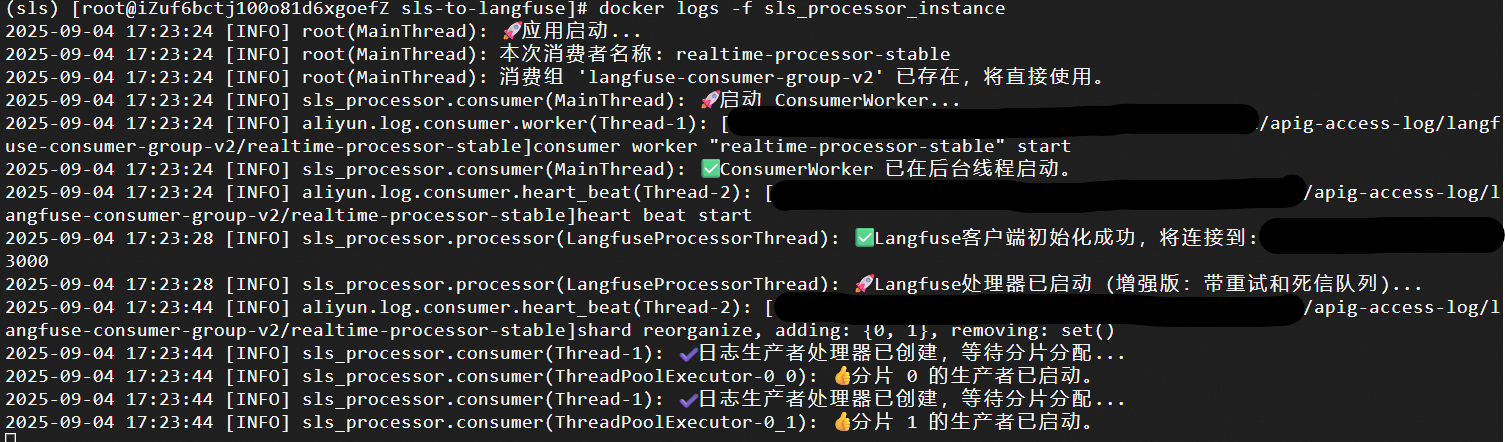 (sls) [root@iZuf6bctj100o81d6xgoefZ sls-to-langfuse]# docker logs -f sls_processor_instance
2025-09-04 17:23:24 [INFO] root(MainThread): 🚀应用启动...
2025-09-04 17:23:24 [INFO] root(MainThread): 本次消费者名称: realtime-processor-stable
2025-09-04 17:23:24 [INFO] root(MainThread): 消费组 'langfuse-consumer-group-v2' 已存在，将直接使用。
2025-09-04 17:23:24 [INFO] sls_processor.consumer(MainThread): 🚀启动 ConsumerWorker...
2025-09-04 17:23:24 [INFO] aliyun.log.consumer.worker(Thread-1): [/apig-access-log/langf
use-consumer-group-v2/realtime-processor-stable]consumer worker "realtime-processor-stable" start
2025-09-04 17:23:24 [INFO] sls_processor.consumer(MainThread): ✅ConsumerWorker 已在后台线程启动。
2025-09-04 17:23:24 [INFO] aliyun.log.consumer.heart_beat(Thread-2): [/apig-access-log/l
angfuse-consumer-group-v2/realtime-processor-stable]heart beat start
2025-09-04 17:23:28 [INFO] sls_processor.processor(LangfuseProcessorThread): ✅Langfuse客户端初始化成功，将连接到:
3000
2025-09-04 17:23:28 [INFO] sls_processor.processor(LangfuseProcessorThread): 🚀Langfuse处理器已启动 (增强版: 带重试和死信队列)...
2025-09-04 17:23:44 [INFO] aliyun.log.consumer.heart_beat(Thread-2): [/apig-access-log/l
angfuse-consumer-group-v2/realtime-processor-stable]shard reorganize, adding: {0, 1}, removing: set()
2025-09-04 17:23:44 [INFO] sls_processor.consumer(Thread-1): ✔日志生产者处理器已创建，等待分片分配...
2025-09-04 17:23:44 [INFO] sls_processor.consumer(ThreadPoolExecutor-0_0): 👍分片 0 的生产者已启动。
2025-09-04 17:23:44 [INFO] sls_processor.consumer(Thread-1): ✔日志生产者处理器已创建，等待分片分配...
2025-09-04 17:23:44 [INFO] sls_processor.consumer(ThreadPoolExecutor-0_1): 👍分片 1 的生产者已启动。